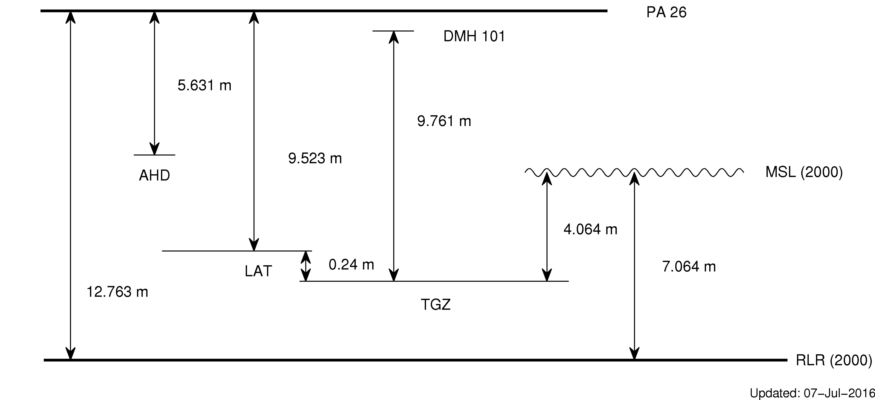 PA 26
DMH 101
5.631 m
9.761 m
9.523 m
AHD
MSL (2000)
4.064 m
LAT
0.24 m
7.064 m
12.763 m
TGZ
RLR (2000)
Updated: 07−Jul−2016